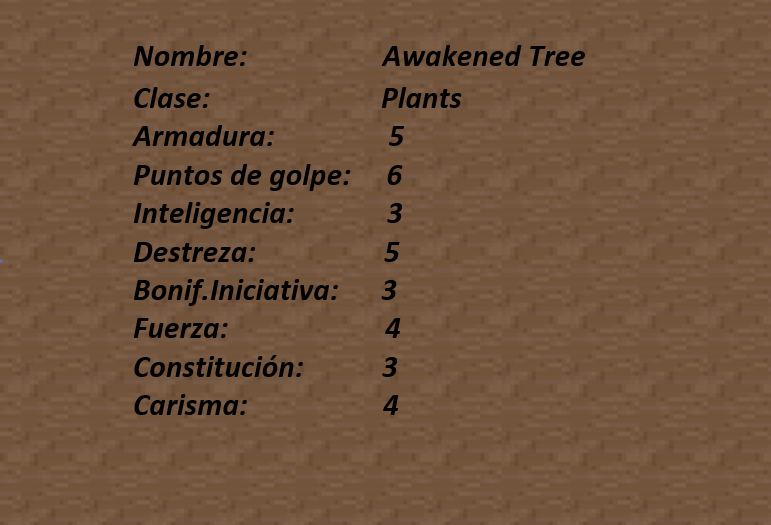 Nombre: Awakened Tree
Clase: Plants
Armadura: 5
Puntos de golpe: 6
Inteligencia: 3
Destreza: 5
Bonif.Iniciativa: 3
Fuerza: 4
Constitución: 3
Carisma: 4